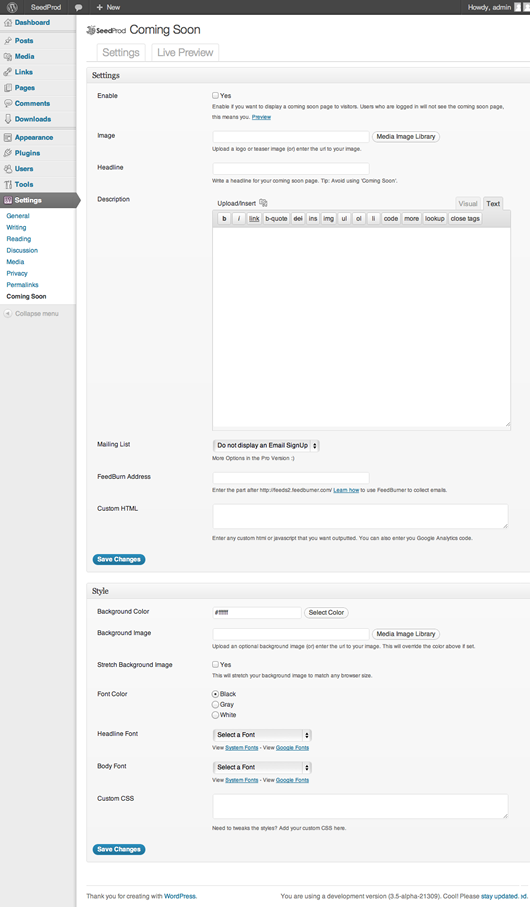 SeedProd
New
Howdy, admin
Dashboard
Posts
Media
Links
Pages
Comments
Downloads
Appearance
Plugins
Users
Tools
Settings
General
Writing
Reading
Discussion
Media
Privacy
Permalinks
Coming Soon
Collapse menu
SeedProd Coming Soon
Settings Live Preview
Settings
Enable
Yes
Enable if you want to display a coming soon page to visitors. Users who are logged in will not see the coming soon page,
this means you. Preview
Image
Media Image Library
Upload a logo or teaser image (or) enter the url to your image.
Headline
Write a headline for your coming soon page. Tip: Avoid using 'Coming Soon'.
Description
Upload/Insert
Visual Text
b i link b-quote del ins img ul ol li code more lookup close tags
Mailing List
Do not display an Email SignUp
More Options in the Pro Version :)
FeedBurn Address
Enter the part after http://feeds2.feedburner.com/ Learn how to use FeedBurner to collect emails.
Custom HTML
Enter any custom html or javascript that you want outputted. You can also enter you Google Analytics code.
Save Changes
Style
Background Color
#ffffff Select Color
Background Image
Media Image Library
Upload an optional background image (or) enter the url to your image. This will override the color above if set.
Stretch Background Image
Yes
This will stretch your background image to match any browser size.
Font Color
Black
Gray
White
Headline Font
Select a Font
View System Fonts - View Google Fonts
Body Font
Select a Font
View System Fonts - View Google Fonts
Custom CSS
Need to tweaks the styles? Add your custom CSS here.
Save Changes
Thank you for creating with WordPress.
You are using a development version (3.5-alpha-21309). Cool! Please stay updated.